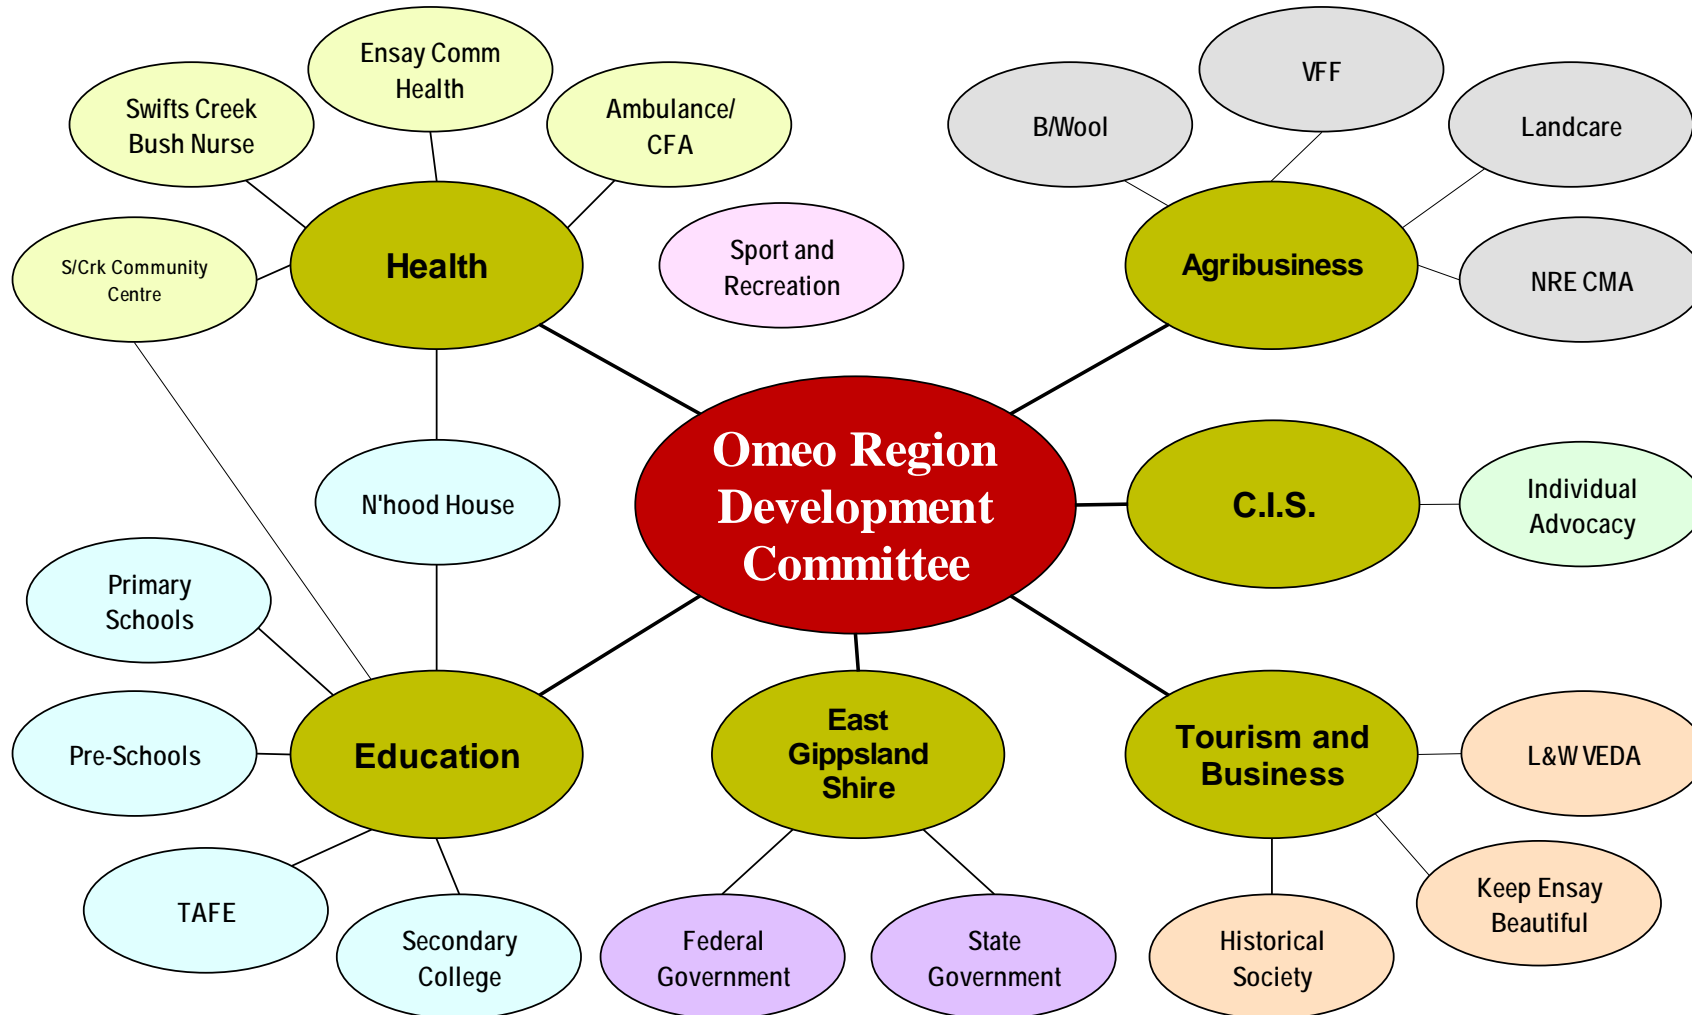 Ensay Comm
Health
VFF
Swifts Creek
Bush Nurse
Ambulance/
CFA
B/Wool
Landcare
S/Crk Community
Centre
Health
Sport and
Recreation
Agribusiness
NRE CMA
Omeo Region
Development
Committee
N'hood House
C.I.S.
Individual
Advocacy
Primary
Schools
Pre-Schools
Education
East
Gippsland
Shire
Tourism and
Business
L&W VEDA
TAFE
Secondary
College
Federal
Government
State
Government
Historical
Society
Keep Ensay
Beautiful